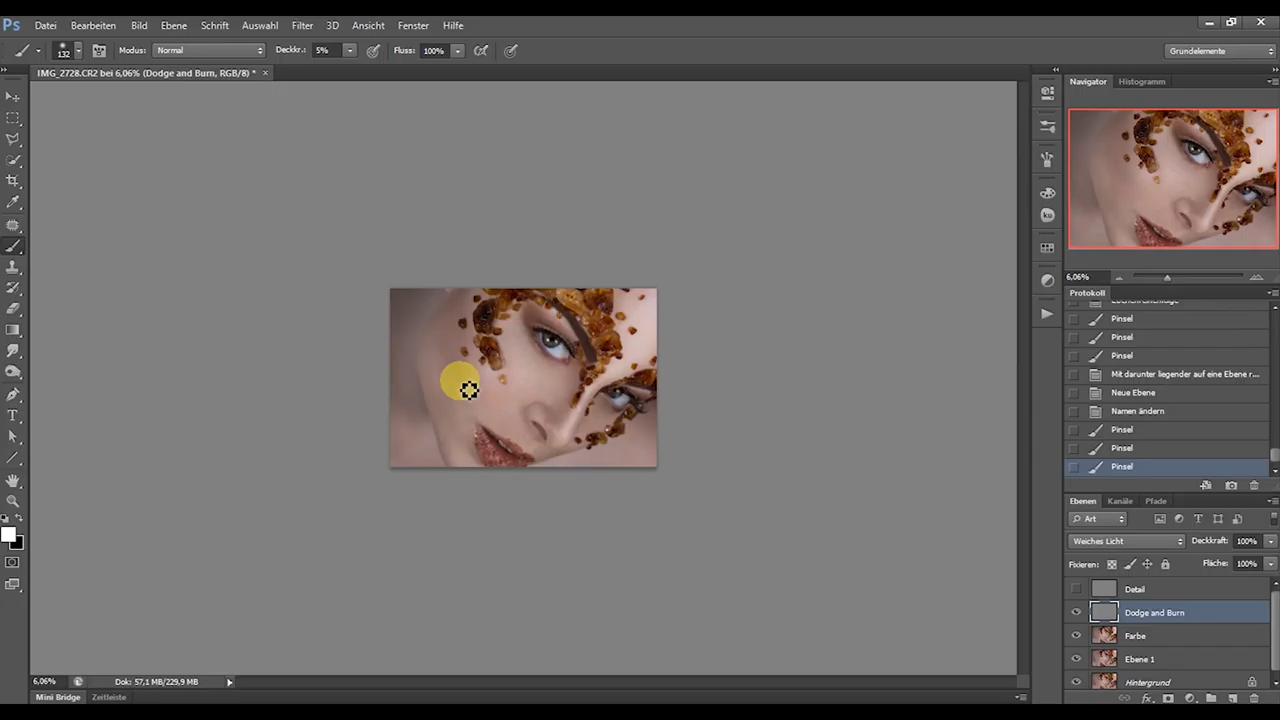 Ps Datei Bearbeiten Bild Ebene Schrift Auswahl Filter 3D Ansicht Fenster Hilfe
132 Modus: Normal Deckkr.: 5% Fluss: 100% Grundelemente
IMG_2728.CR2 bei 6,06% (Dodge and Burn, RGB/8) * ×
Navigator Histogramm
ku
6,06%
Protokoll
Pinsel
Pinsel
Pinsel
Mit darunter liegender auf eine Ebene r...
Neue Ebene
Namen ändern
Pinsel
Pinsel
Pinsel
Ebenen Kanäle Pfade
Art
Weiches Licht Deckkraft: 100%
Fixieren: Fläche: 100%
Detail
Dodge and Burn
Farbe
Ebene 1
Hintergrund
fx
6,06% Dok: 57,1 MB/229,9 MB
Mini Bridge Zeitleiste